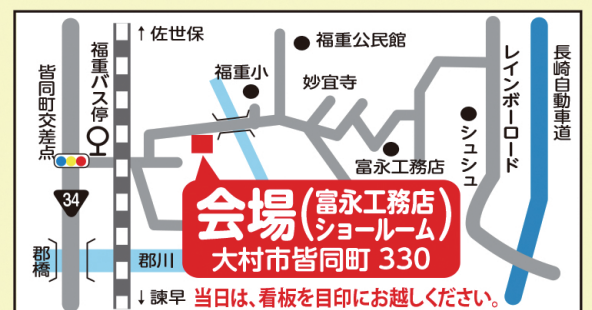 ↑佐世保
福重バス停
皆同町交差点
34
郡橋
郡川
↓諫早
福重公民館
福重小
妙宣寺
富永工務店
シュシュ
レインボーロード
長崎自動車道
会場(富永工務店
ショールーム)
大村市皆同町 330
当日は、看板を目印にお越しください。